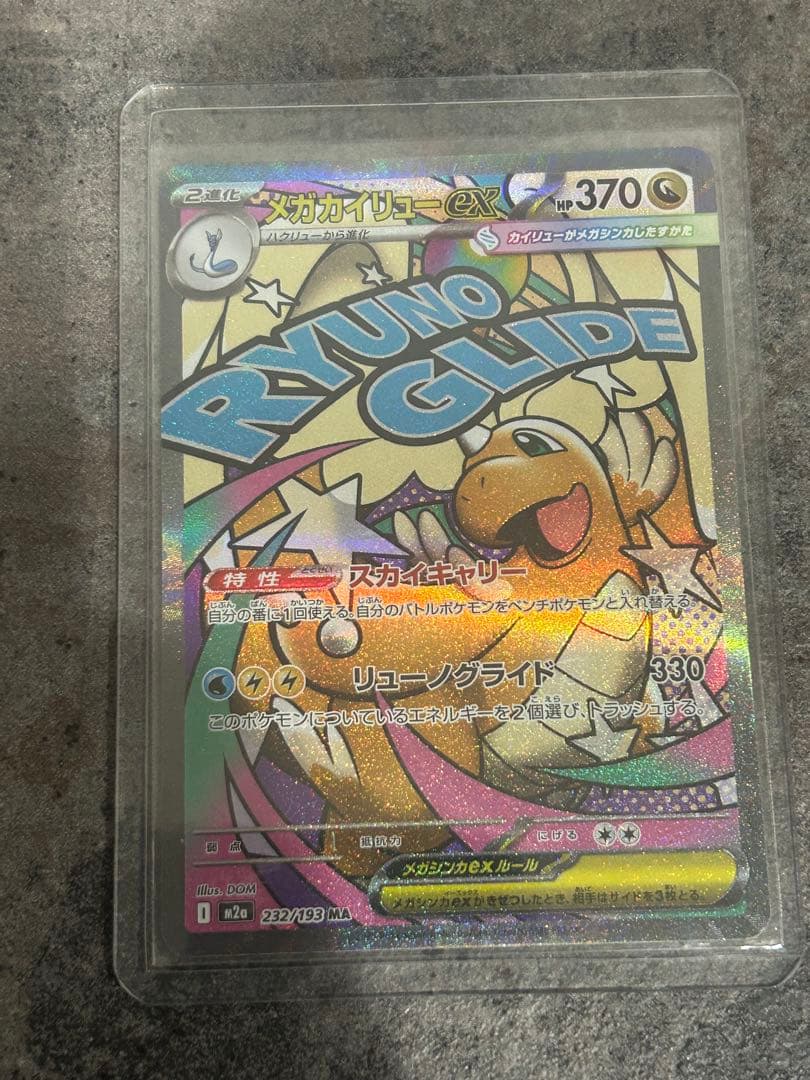 2進化 メガカイリューex HP370
ハクリューから進化
カイリューがメガシンカしたすがた
RYUNO
GLIDE
特性 スカイキャリー
自分の番に1回使える。自分のバトルポケモンをベンチポケモンと入れ替える。
リューノグライド 330
このポケモンについているエネルギーを2個選び、トラッシュする。
弱点 抵抗力 にげる
メガシンカexルール
メガシンカexがきぜつしたとき、相手はサイドを3枚とる。
Illus. DOM
I m2a 232/193 MA